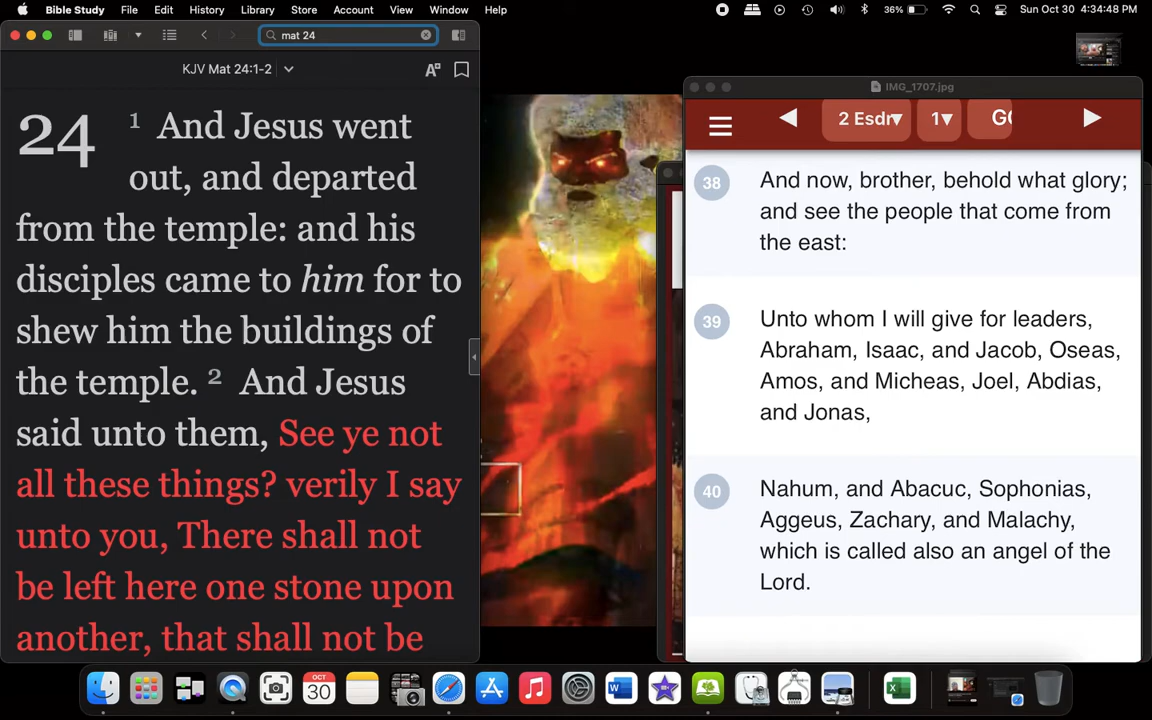 Bible Study File Edit History Library Store Account View Window Help 36% Sun Oct 30 4:34:48 PM
mat 24
KJV Mat 24:1-2
24 1 And Jesus went
out, and departed
from the temple: and his
disciples came to him for to
shew him the buildings of
the temple. 2 And Jesus
said unto them, See ye not
all these things? verily I say
unto you, There shall not
be left here one stone upon
another, that shall not be
IMG_1707.jpg
2 Esdr 1
38 And now, brother, behold what glory;
and see the people that come from
the east:
39 Unto whom I will give for leaders,
Abraham, Isaac, and Jacob, Oseas,
Amos, and Micheas, Joel, Abdias,
and Jonas,
40 Nahum, and Abacuc, Sophonias,
Aggeus, Zachary, and Malachy,
which is called also an angel of the
Lord.
OCT
30